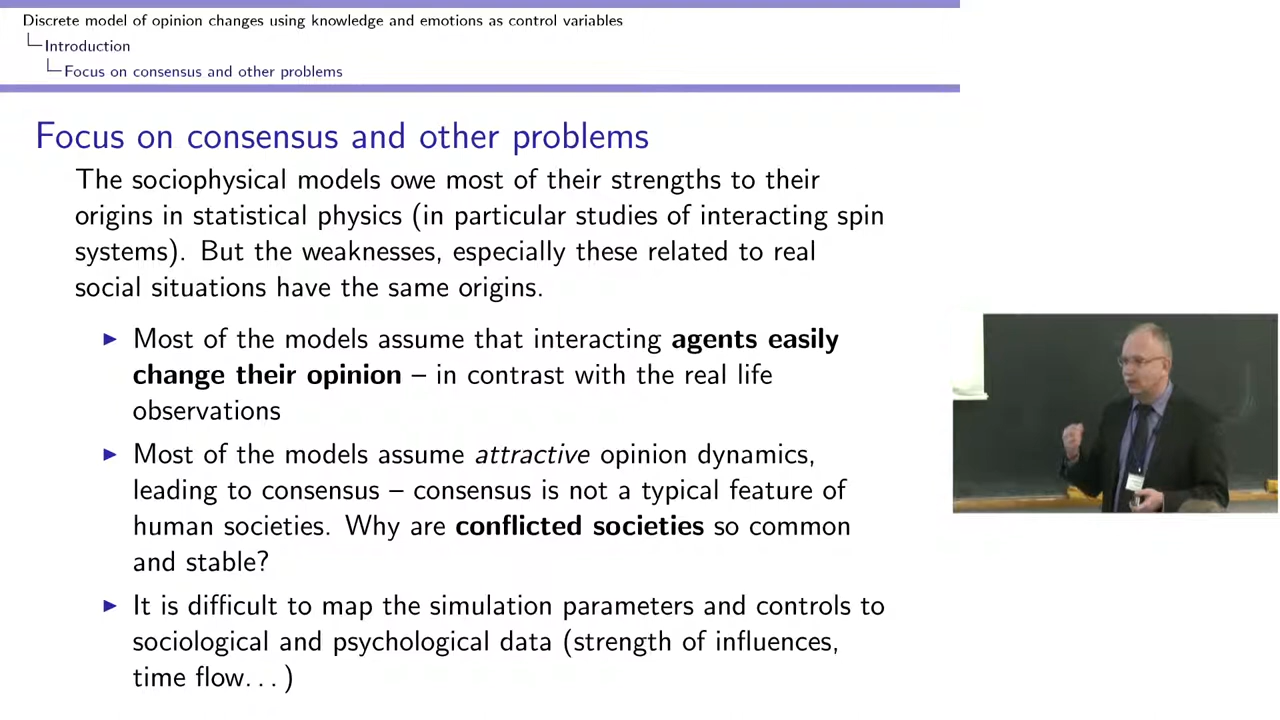 Discrete model of opinion changes using knowledge and emotions as control variables
Introduction
Focus on consensus and other problems
Focus on consensus and other problems
The sociophysical models owe most of their strengths to their
origins in statistical physics (in particular studies of interacting spin
systems). But the weaknesses, especially these related to real
social situations have the same origins.
Most of the models assume that interacting agents easily
change their opinion – in contrast with the real life
observations
Most of the models assume attractive opinion dynamics,
leading to consensus – consensus is not a typical feature of
human societies. Why are conflicted societies so common
and stable?
It is difficult to map the simulation parameters and controls to
sociological and psychological data (strength of influences,
time flow. . . )